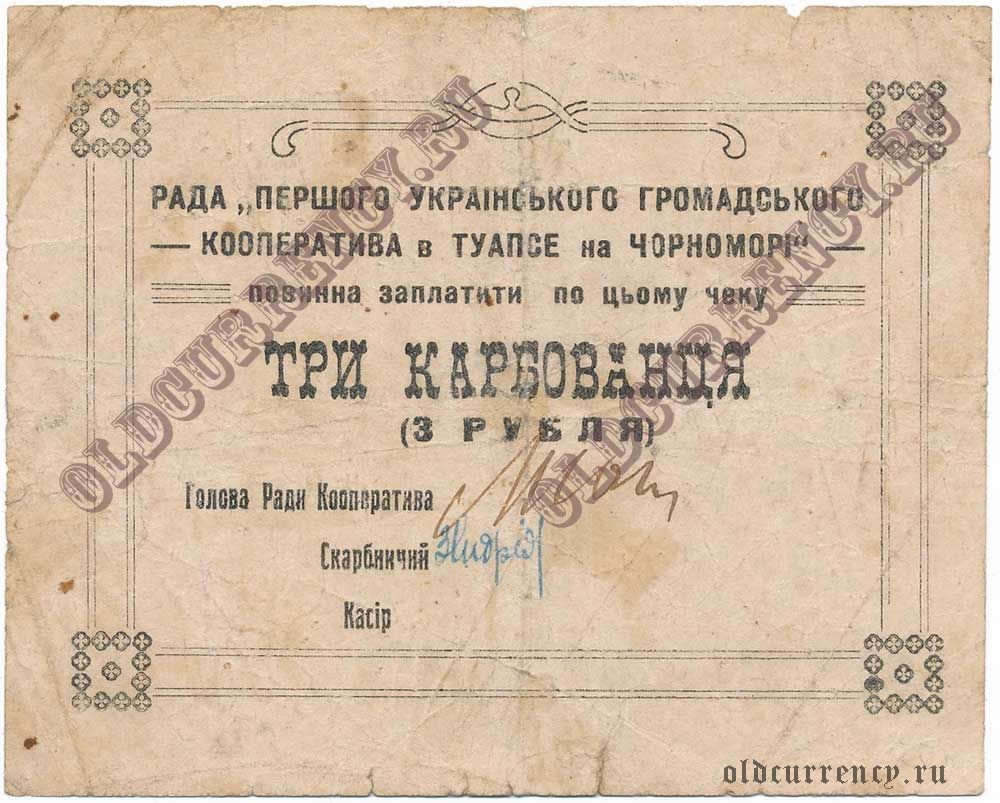 РАДА „ПЕРШОГО УКРАІНСЬКОГО ГРОМАДСЬКОГО
— КООПЕРАТИВА в ТУАПСЕ на ЧОРНОМОРІ“ —
повинна заплатити по цьому чеку
ТРИ КАРБОВАНЦЯ
(3 РУБЛЯ)
Голова Ради Кооператива
Скарбничий
Касір
OLDCURRENCY.RU
OLDCURRENCY.RU
oldcurrency.ru